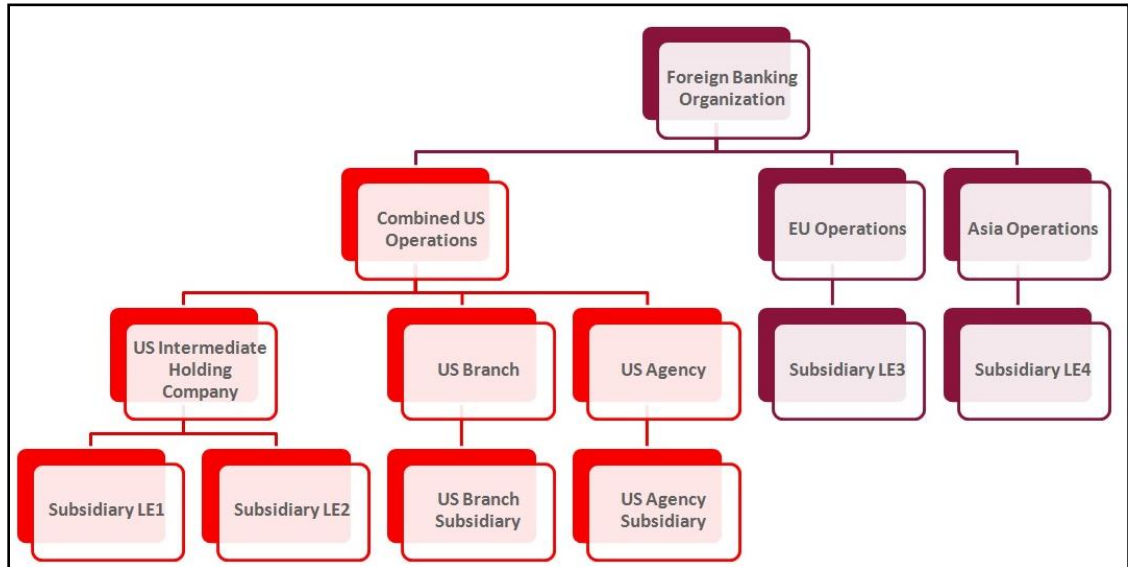 Foreign Banking
Organization
Combined US
Operations
EU Operations
Asia Operations
US Intermediate
Holding
Company
US Branch
US Agency
Subsidiary LE3
Subsidiary LE4
Subsidiary LE1
Subsidiary LE2
US Branch
Subsidiary
US Agency
Subsidiary